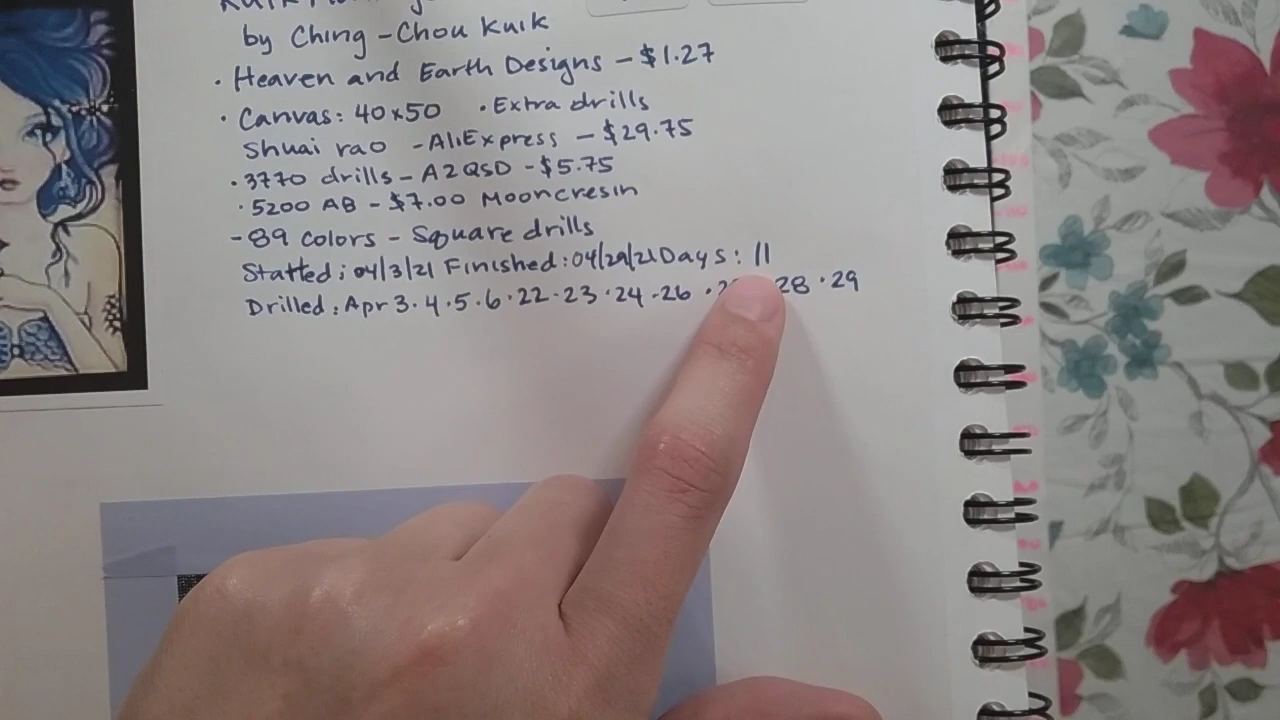 by Ching-Chou Kuik
• Heaven and Earth Designs - $1.27
• Canvas: 40x50 • Extra drills
Shuai rao - AliExpress - $29.75
• 3770 drills - A2QSD - $5.75
• 5200 AB - $7.00 Mooncresin
- 89 Colors - Square drills
Statted: 04/3/21 Finished: 04/29/21 Days: 11
Drilled: Apr 3 • 4 • 5 • 6 • 22 • 23 • 24 • 26 • 28 • 29